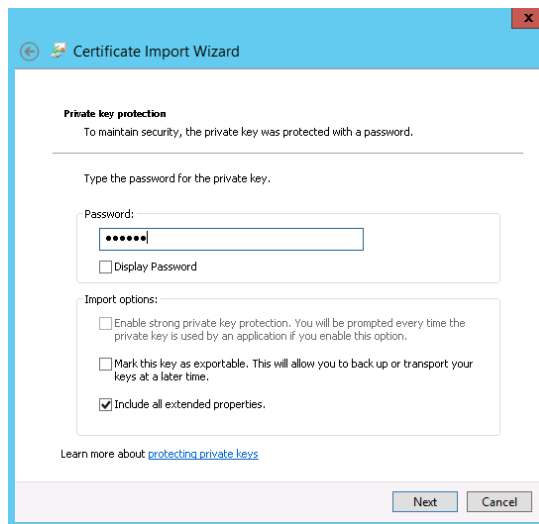 x
Certificate Import Wizard
Private key protection
To maintain security, the private key was protected with a password.
Type the password for the private key.
Password:
●●●●●●
Display Password
Import options:
Enable strong private key protection. You will be prompted every time the
private key is used by an application if you enable this option.
Mark this key as exportable. This will allow you to back up or transport your
keys at a later time.
Include all extended properties.
Learn more about protecting private keys
Next Cancel